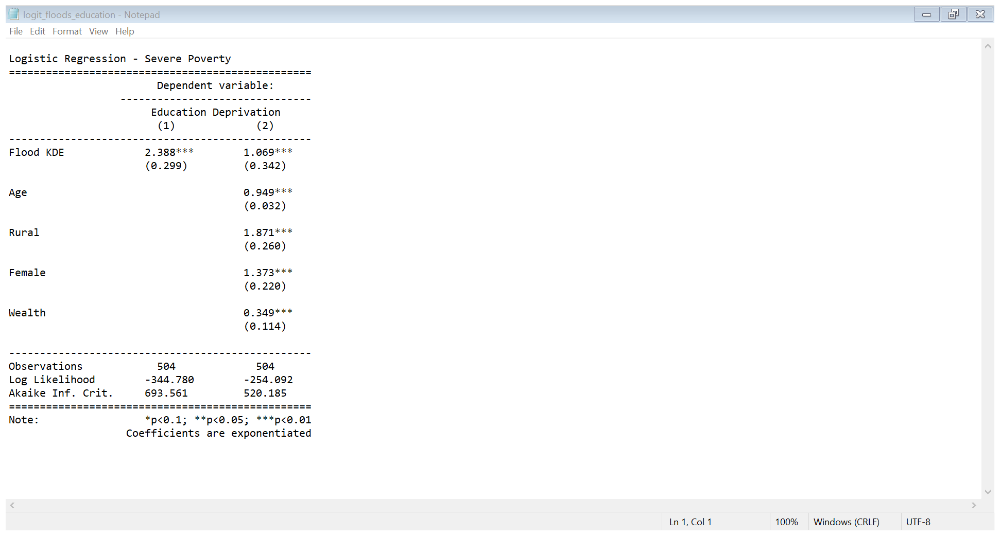 logit_floods_education - Notepad
File Edit Format View Help
Logistic Regression - Severe Poverty
=================================================
Dependent variable:
-------------------------------
Education Deprivation
(1) (2)
-------------------------------------------------
Flood KDE 2.388*** 1.069***
(0.299) (0.342)
Age 0.949***
(0.032)
Rural 1.871***
(0.260)
Female 1.373***
(0.220)
Wealth 0.349***
(0.114)
-------------------------------------------------
Observations 504 504
Log Likelihood -344.780 -254.092
Akaike Inf. Crit. 693.561 520.185
=================================================
Note: *p<0.1; **p<0.05; ***p<0.01
Coefficients are exponentiated
Ln 1, Col 1 100% Windows (CRLF) UTF-8